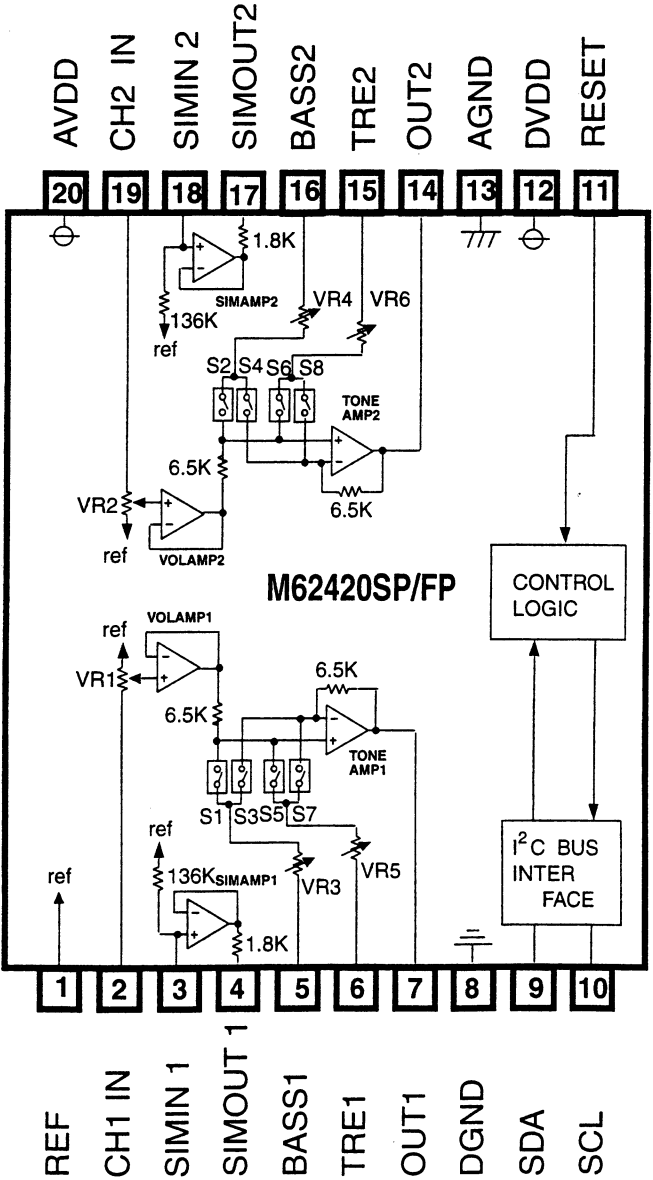 AVDD
CH2 IN
SIMIN 2
SIMOUT2
BASS2
TRE2
OUT2
AGND
DVDD
RESET
20
19
18
17
16
15
14
13
12
11
+
−
1.8K
SIMAMP2
136K
ref
VR4
VR6
S2
S4
S6
S8
TONE
AMP2
+
−
6.5K
6.5K
VR2
+
−
ref
VOLAMP2
M62420SP/FP
CONTROL
LOGIC
VOLAMP1
ref
−
+
VR1
6.5K
6.5K
−
+
TONE
AMP1
S1
S3
S5
S7
ref
136K
SIMAMP1
−
+
1.8K
VR3
VR5
ref
I²C BUS
INTER
FACE
1
2
3
4
5
6
7
8
9
10
REF
CH1 IN
SIMIN 1
SIMOUT 1
BASS1
TRE1
OUT1
DGND
SDA
SCL